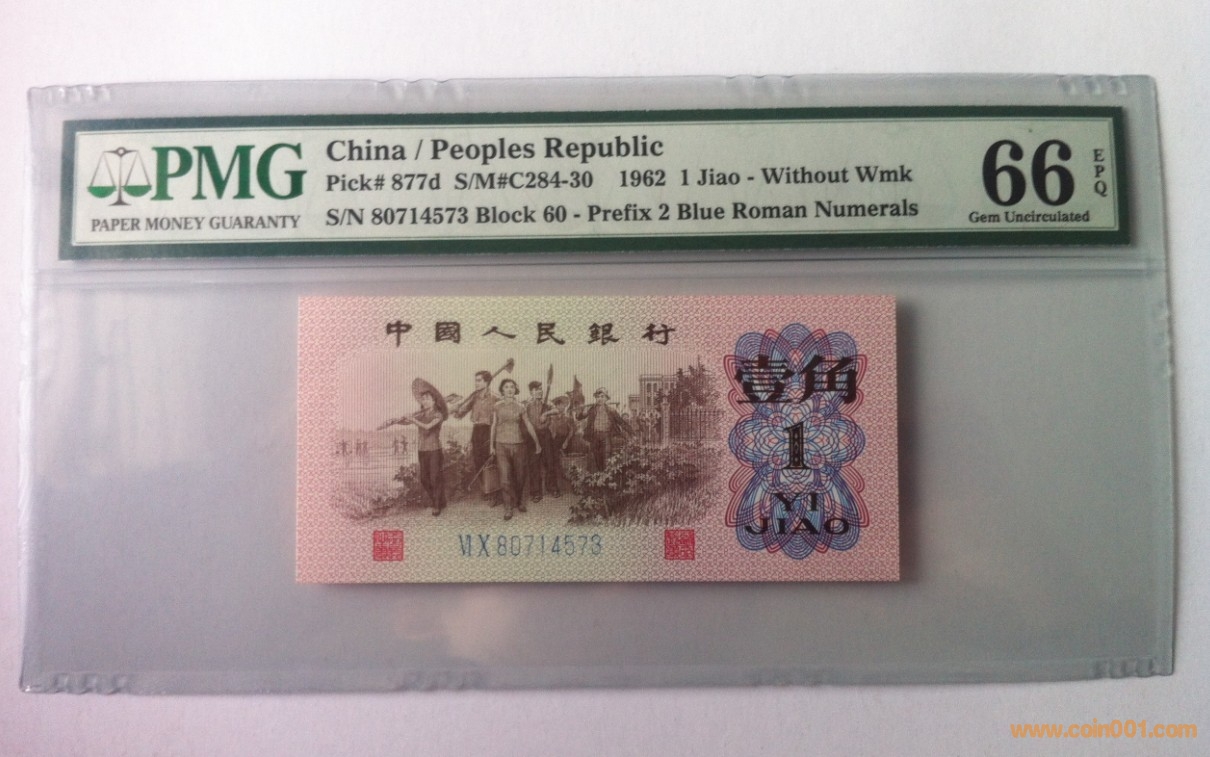 PMG
PAPER MONEY GUARANTY
China / Peoples Republic
Pick# 877d S/M#C284-30 1962 1 Jiao - Without Wmk
S/N 80714573 Block 60 - Prefix 2 Blue Roman Numerals
66
EPQ
Gem Uncirculated
中國人民銀行
壹角
1
YI
JIAO
VI X 80714573
www.coin001.com